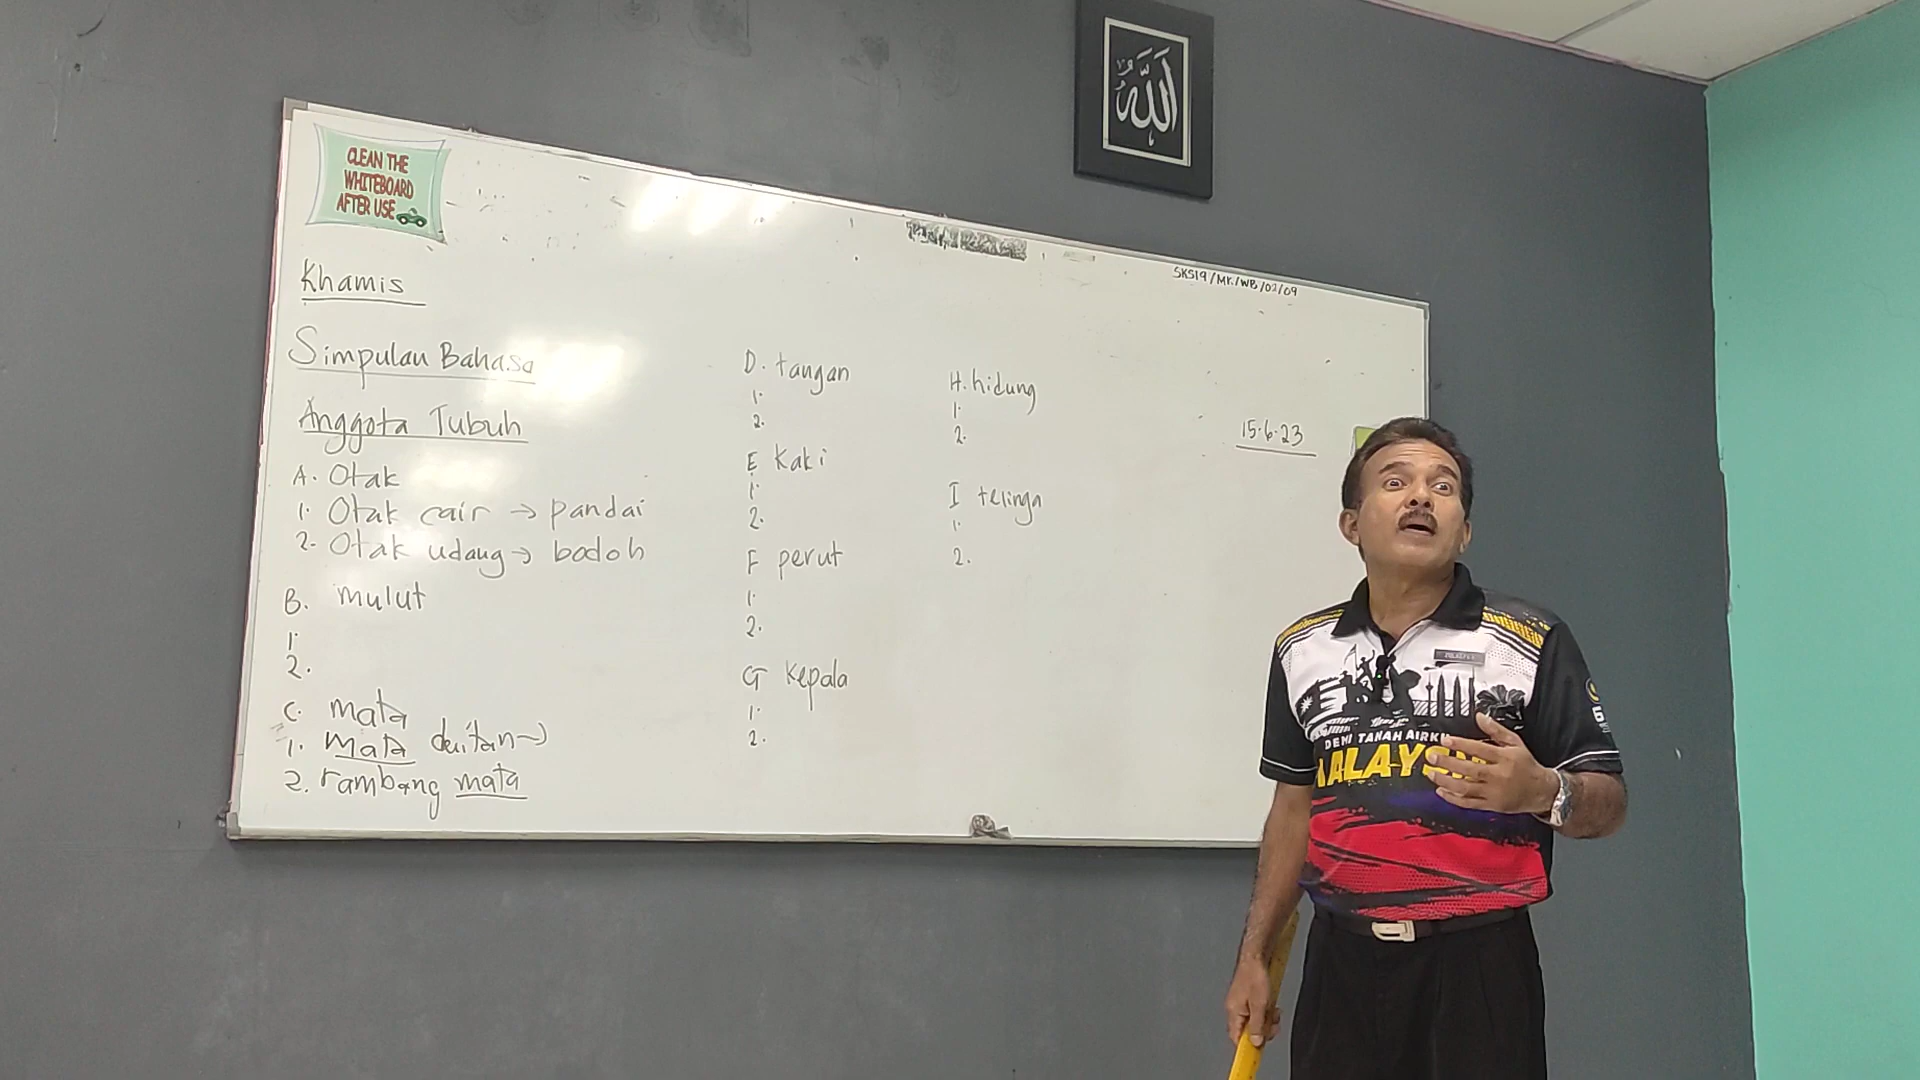 الله
CLEAN THE
WHITEBOARD
AFTER USE
SKS19/MK/WB/02/09
Khamis
15.6.23
Simpulan Bahasa
Anggota Tubuh
A. Otak
1. Otak cair → pandai
2. Otak udang → bodoh
B. mulut
1.
2.
C. mata
1. Mata duitan →
2. rambang mata
D. tangan
1.
2.
E kaki
1.
2.
F perut
1.
2.
G kepala
1.
2.
H. hidung
1.
2.
I telinga
1.
2.
DEMI TANAH AIRKU